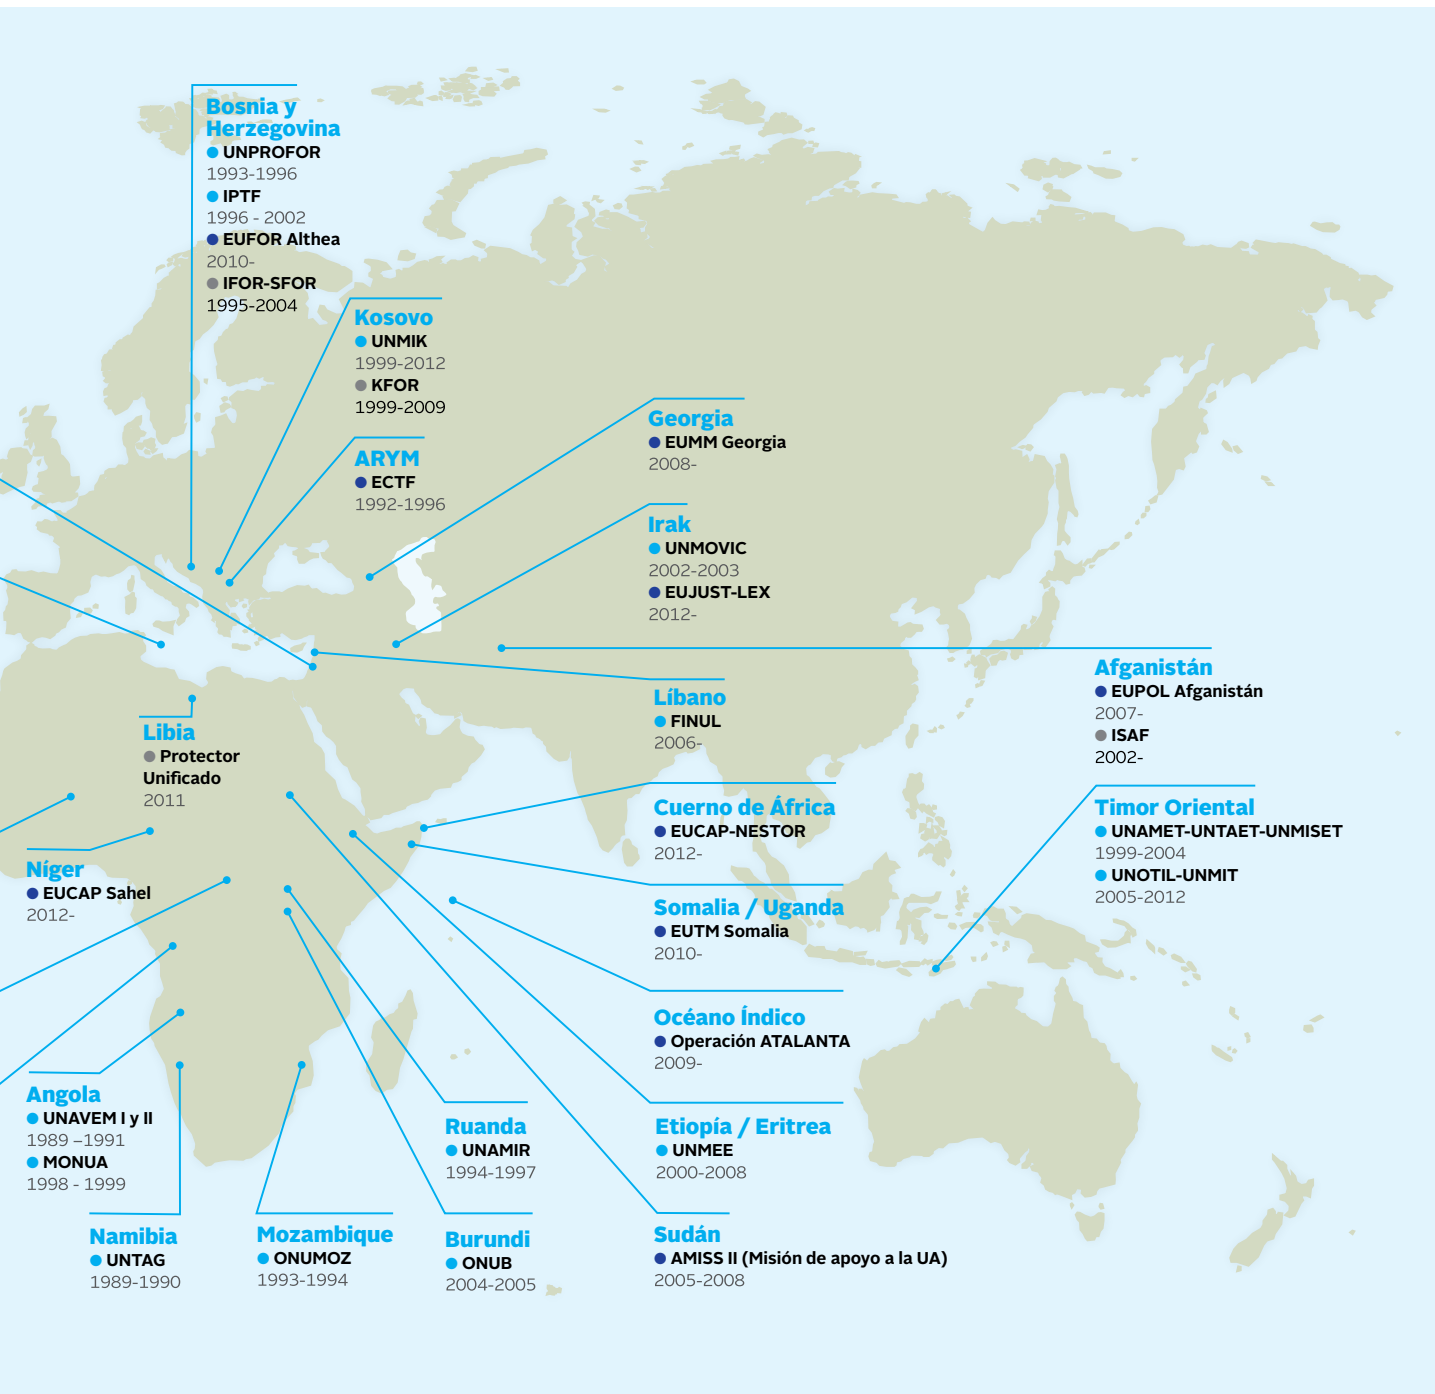 Bosnia y
Herzegovina
UNPROFOR
1993-1996
IPTF
1996 - 2002
EUFOR Althea
2010-
IFOR-SFOR
1995-2004
Kosovo
UNMIK
1999-2012
KFOR
1999-2009
ARYM
ECTF
1992-1996
Georgia
EUMM Georgia
2008-
Irak
UNMOVIC
2002-2003
EUJUST-LEX
2012-
Afganistán
EUPOL Afganistán
2007-
ISAF
2002-
Líbano
FINUL
2006-
Libia
Protector
Unificado
2011
Cuerno de África
EUCAP-NESTOR
2012-
Timor Oriental
UNAMET-UNTAET-UNMISET
1999-2004
UNOTIL-UNMIT
2005-2012
Níger
EUCAP Sahel
2012-
Somalia / Uganda
EUTM Somalia
2010-
Océano Índico
Operación ATALANTA
2009-
Angola
UNAVEM I y II
1989 –1991
MONUA
1998 - 1999
Ruanda
UNAMIR
1994-1997
Etiopía / Eritrea
UNMEE
2000-2008
Namibia
UNTAG
1989-1990
Mozambique
ONUMOZ
1993-1994
Burundi
ONUB
2004-2005
Sudán
AMISS II (Misión de apoyo a la UA)
2005-2008